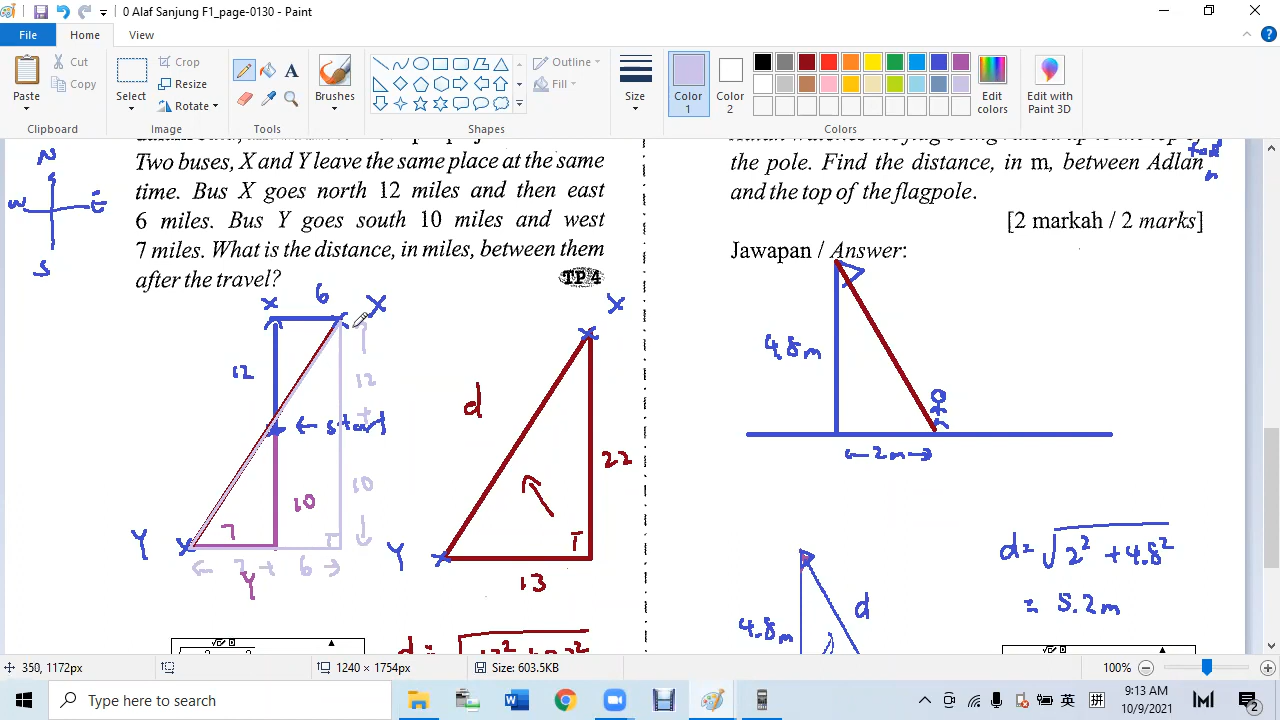 0 Alaf Sanjung F1_page-0130 - Paint
File Home View
Paste Cut Copy Clipboard
Select Crop Resize Rotate Image
Tools
Brushes
Shapes Outline Fill
Size
Color 1 Color 2 Edit colors Colors
Edit with Paint 3D
Two buses, X and Y leave the same place at the same
time. Bus X goes north 12 miles and then east
6 miles. Bus Y goes south 10 miles and west
7 miles. What is the distance, in miles, between them
after the travel?
TP 4
N
W E
S
X 6 X
12
12
+
← start
10
10
7
Y
← 7 + 6 →
Y
X
d
22
Y
13
the pole. Find the distance, in m, between Adlan
and the top of the flagpole.
[2 markah / 2 marks]
Jawapan / Answer:
4.8m
← 2m →
4.8m
d
d = √2² + 4.8²
= 5.2m
350, 1172px
1240 × 1754px
Size: 603.5KB
100%
Type here to search
英
拼
9:13 AM
10/9/2021
2